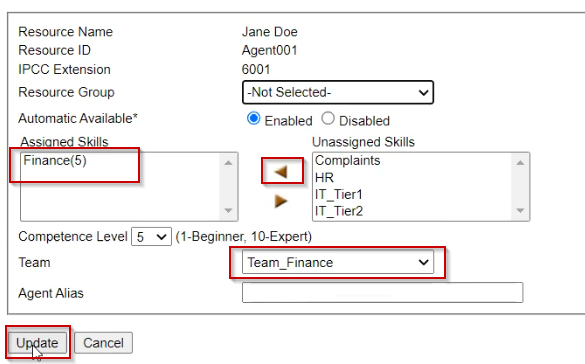 Resource Name Jane Doe
Resource ID Agent001
IPCC Extension 6001
Resource Group -Not Selected-
Automatic Available* Enabled Disabled
Assigned Skills Unassigned Skills
Finance(5) Complaints
HR
IT_Tier1
IT_Tier2
Competence Level 5 (1-Beginner, 10-Expert)
Team Team_Finance
Agent Alias
Update Cancel